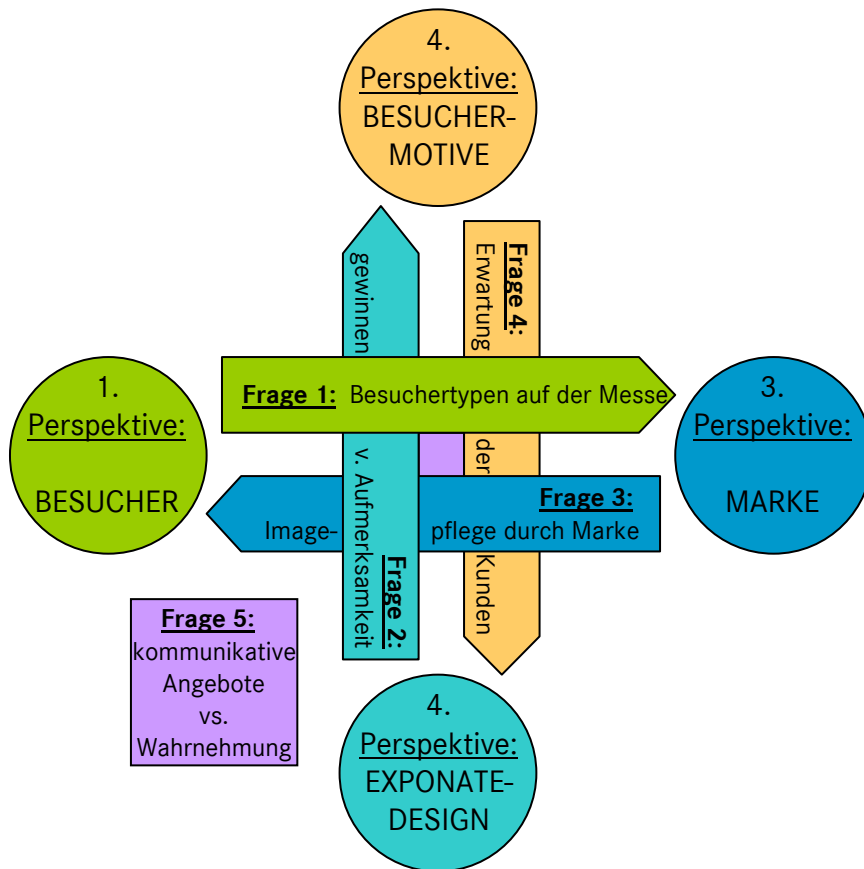 4.
Perspektive:
BESUCHER-
MOTIVE
Frage 4:
Erwartung der Kunden
gewinnen v. Aufmerksamkeit
Frage 2:
1.
Perspektive:
BESUCHER
Frage 1: Besuchertypen auf der Messe
3.
Perspektive:
MARKE
Frage 3:
Image- pflege durch Marke
Frage 5:
kommunikative
Angebote
vs.
Wahrnehmung
4.
Perspektive:
EXPONATE-
DESIGN